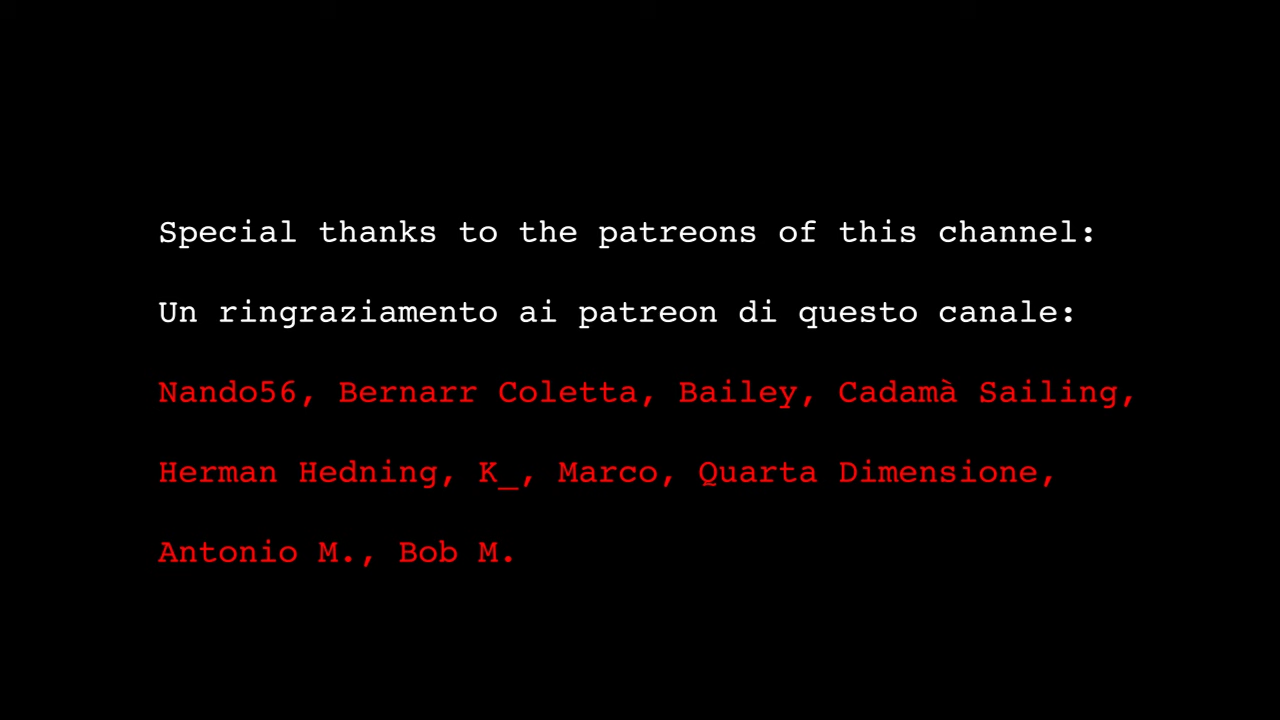 Special thanks to the patreons of this channel:
Un ringraziamento ai patreon di questo canale:
Nando56, Bernarr Coletta, Bailey, Cadamà Sailing,
Herman Hedning, K_, Marco, Quarta Dimensione,
Antonio M., Bob M.